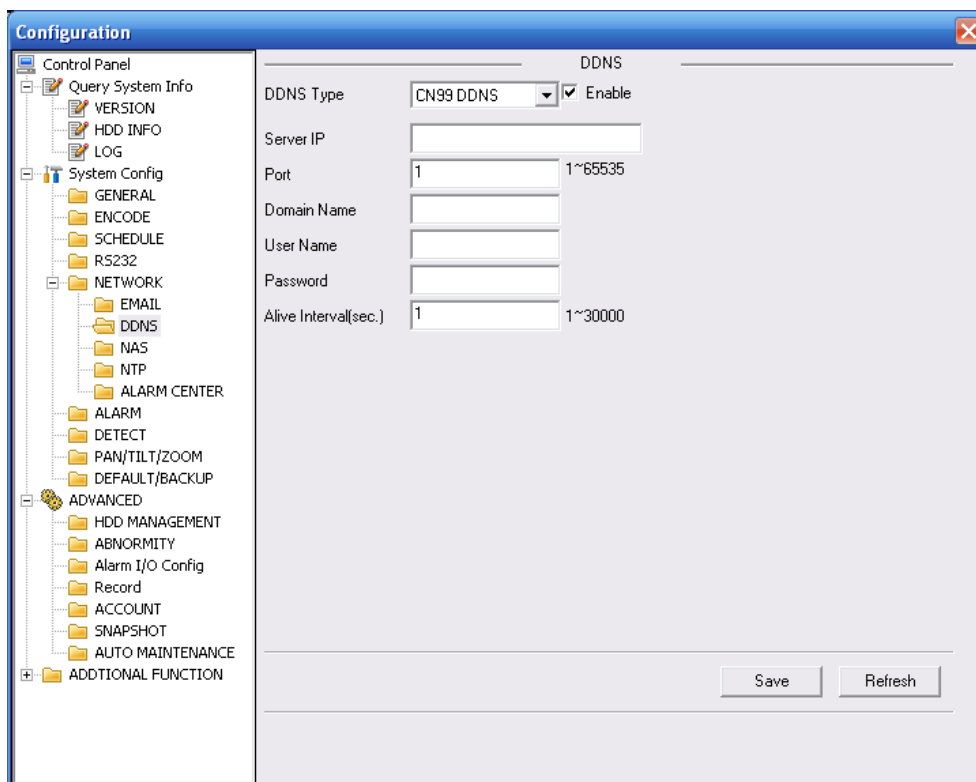 Configuration
Control Panel
Query System Info
VERSION
HDD INFO
LOG
System Config
GENERAL
ENCODE
SCHEDULE
RS232
NETWORK
EMAIL
DDNS
NAS
NTP
ALARM CENTER
ALARM
DETECT
PAN/TILT/ZOOM
DEFAULT/BACKUP
ADVANCED
HDD MANAGEMENT
ABNORMITY
Alarm I/O Config
Record
ACCOUNT
SNAPSHOT
AUTO MAINTENANCE
ADDTIONAL FUNCTION
DDNS
DDNS Type CN99 DDNS Enable
Server IP
Port 1 1~65535
Domain Name
User Name
Password
Alive Interval(sec.) 1 1~30000
Save Refresh